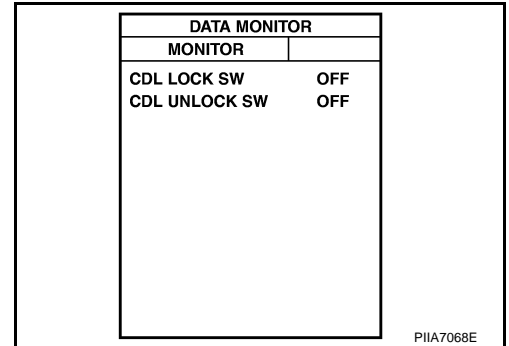 DATA MONITOR
MONITOR
CDL LOCK SW OFF
CDL UNLOCK SW OFF
PIIA7068E